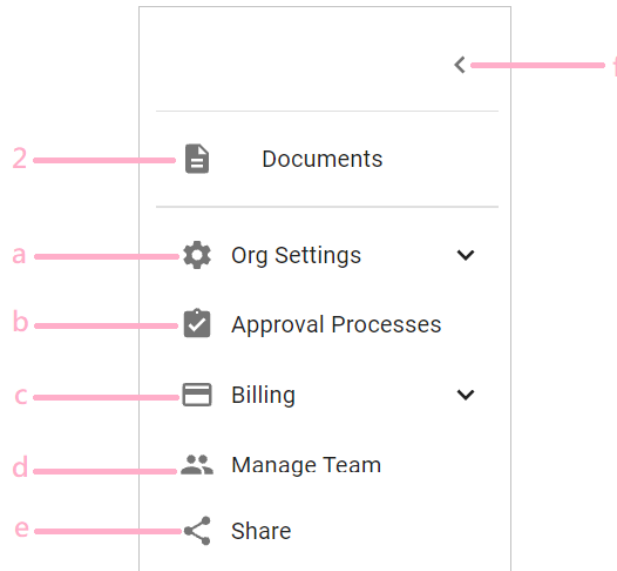 f
2 Documents
a Org Settings
b Approval Processes
c Billing
d Manage Team
e Share